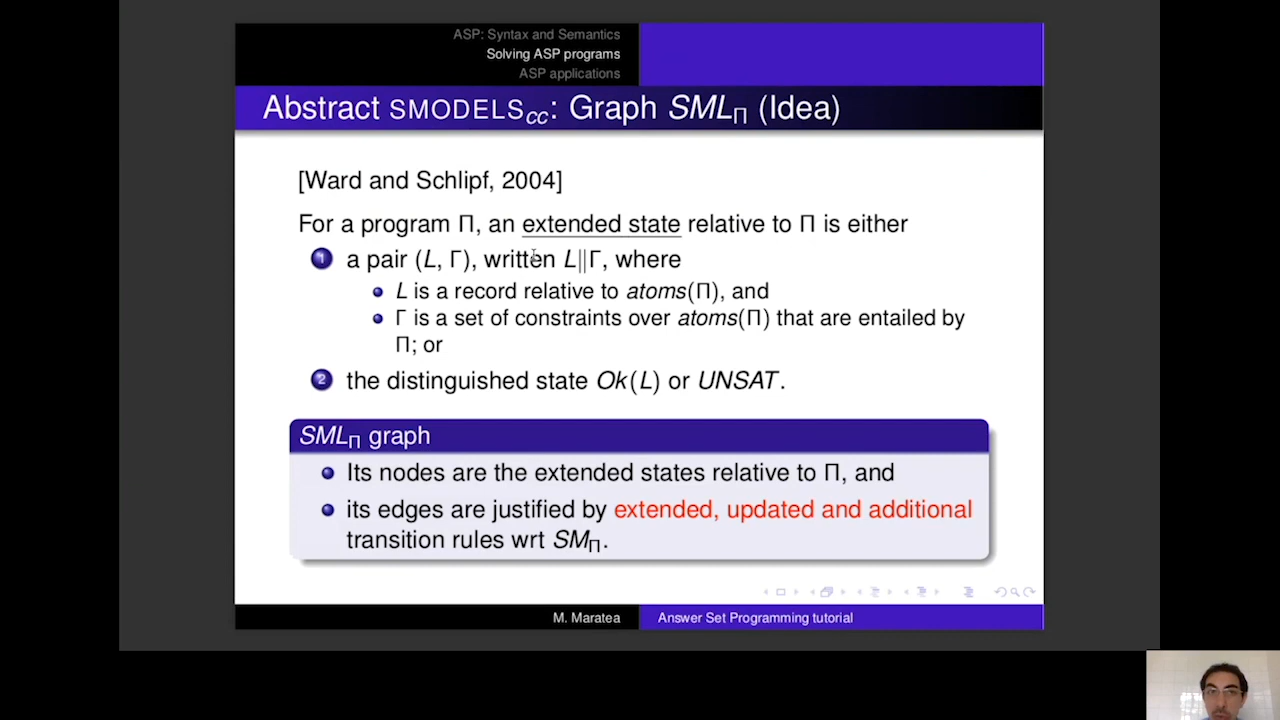 ASP: Syntax and Semantics
Solving ASP programs
ASP applications
Abstract SMODELScc: Graph SMLΠ (Idea)
[Ward and Schlipf, 2004]
For a program Π, an extended state relative to Π is either
1 a pair (L, Γ), written L||Γ, where
L is a record relative to atoms(Π), and
Γ is a set of constraints over atoms(Π) that are entailed by
Π; or
2 the distinguished state Ok(L) or UNSAT.
SMLΠ graph
Its nodes are the extended states relative to Π, and
its edges are justified by extended, updated and additional
transition rules wrt SMΠ.
M. Maratea
Answer Set Programming tutorial